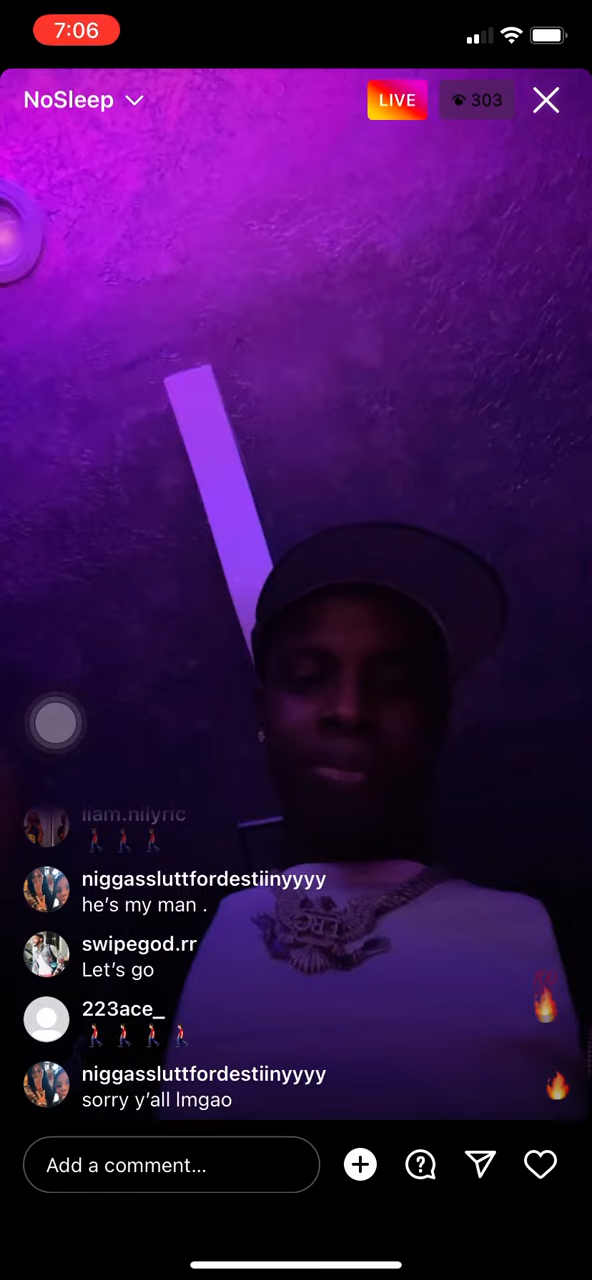 7:06
NoSleep
LIVE
303
liam.nilyric
niggassluttfordestiinyyyy
he's my man .
swipegod.rr
Let's go
223ace_
niggassluttfordestiinyyyy
sorry y'all lmgao
Add a comment...